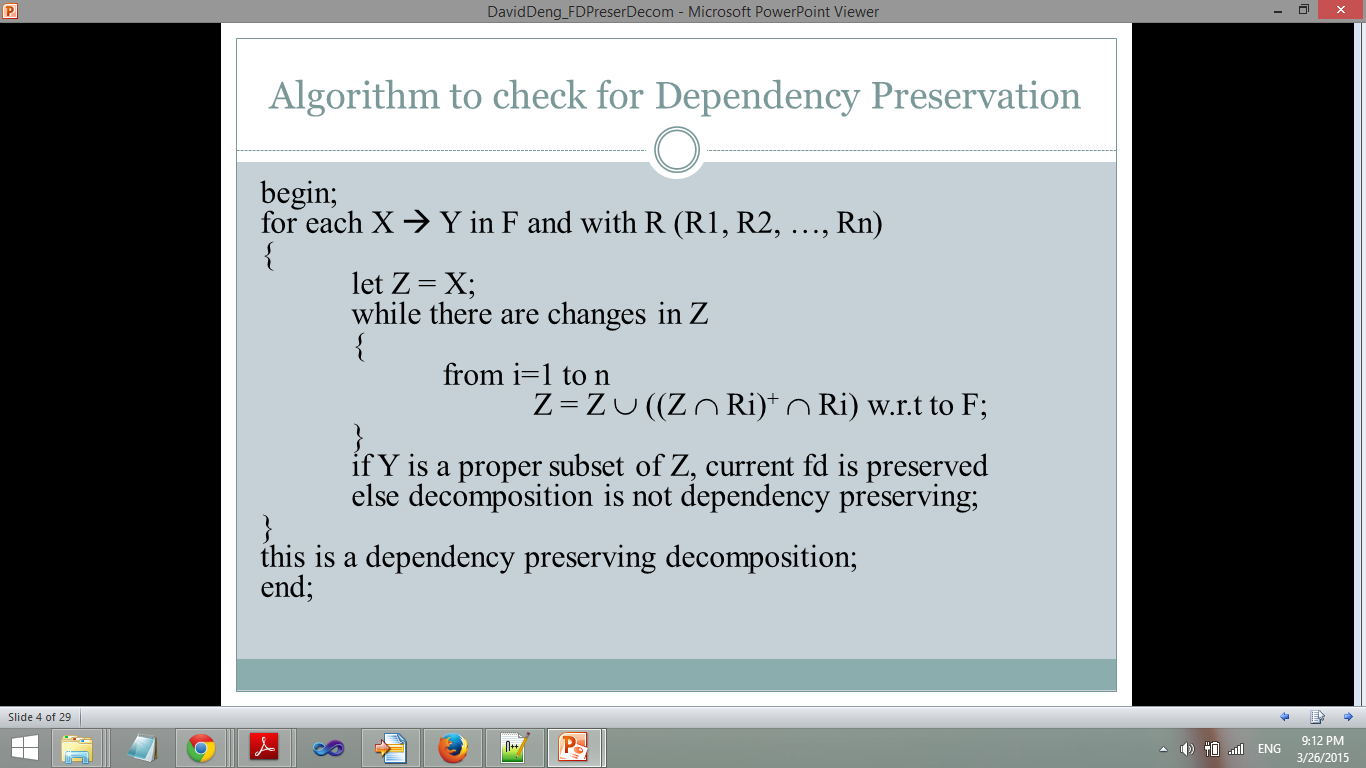 DavidDeng_FDPreserDecom - Microsoft PowerPoint Viewer
Algorithm to check for Dependency Preservation
begin;
for each X → Y in F and with R (R1, R2, …, Rn)
{
let Z = X;
while there are changes in Z
{
from i=1 to n
Z = Z ∪ ((Z ∩ Ri)⁺ ∩ Ri) w.r.t to F;
}
if Y is a proper subset of Z, current fd is preserved
else decomposition is not dependency preserving;
}
this is a dependency preserving decomposition;
end;
Slide 4 of 29
ENG
9:12 PM
3/26/2015